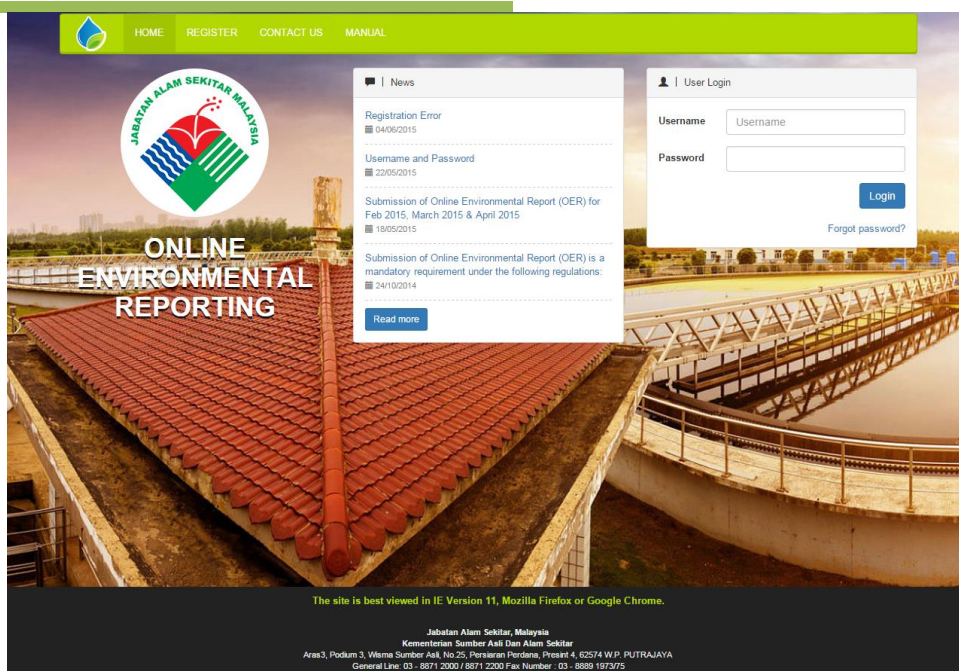 HOME REGISTER CONTACT US MANUAL
JABATAN ALAM SEKITAR MALAYSIA
ONLINE
ENVIRONMENTAL
REPORTING
| News
Registration Error
04/06/2015
Username and Password
22/05/2015
Submission of Online Environmental Report (OER) for
Feb 2015, March 2015 & April 2015
18/05/2015
Submission of Online Environmental Report (OER) is a
mandatory requirement under the following regulations:
24/10/2014
Read more
| User Login
Username Username
Password
Login
Forgot password?
The site is best viewed in IE Version 11, Mozilla Firefox or Google Chrome.
Jabatan Alam Sekitar, Malaysia
Kementerian Sumber Asli Dan Alam Sekitar
Aras3, Podium 3, Wisma Sumber Asli, No.25, Persiaran Perdana, Presint 4, 62574 W.P. PUTRAJAYA
General Line: 03 - 8871 2000 / 8871 2200 Fax Number : 03 - 8889 1973/75